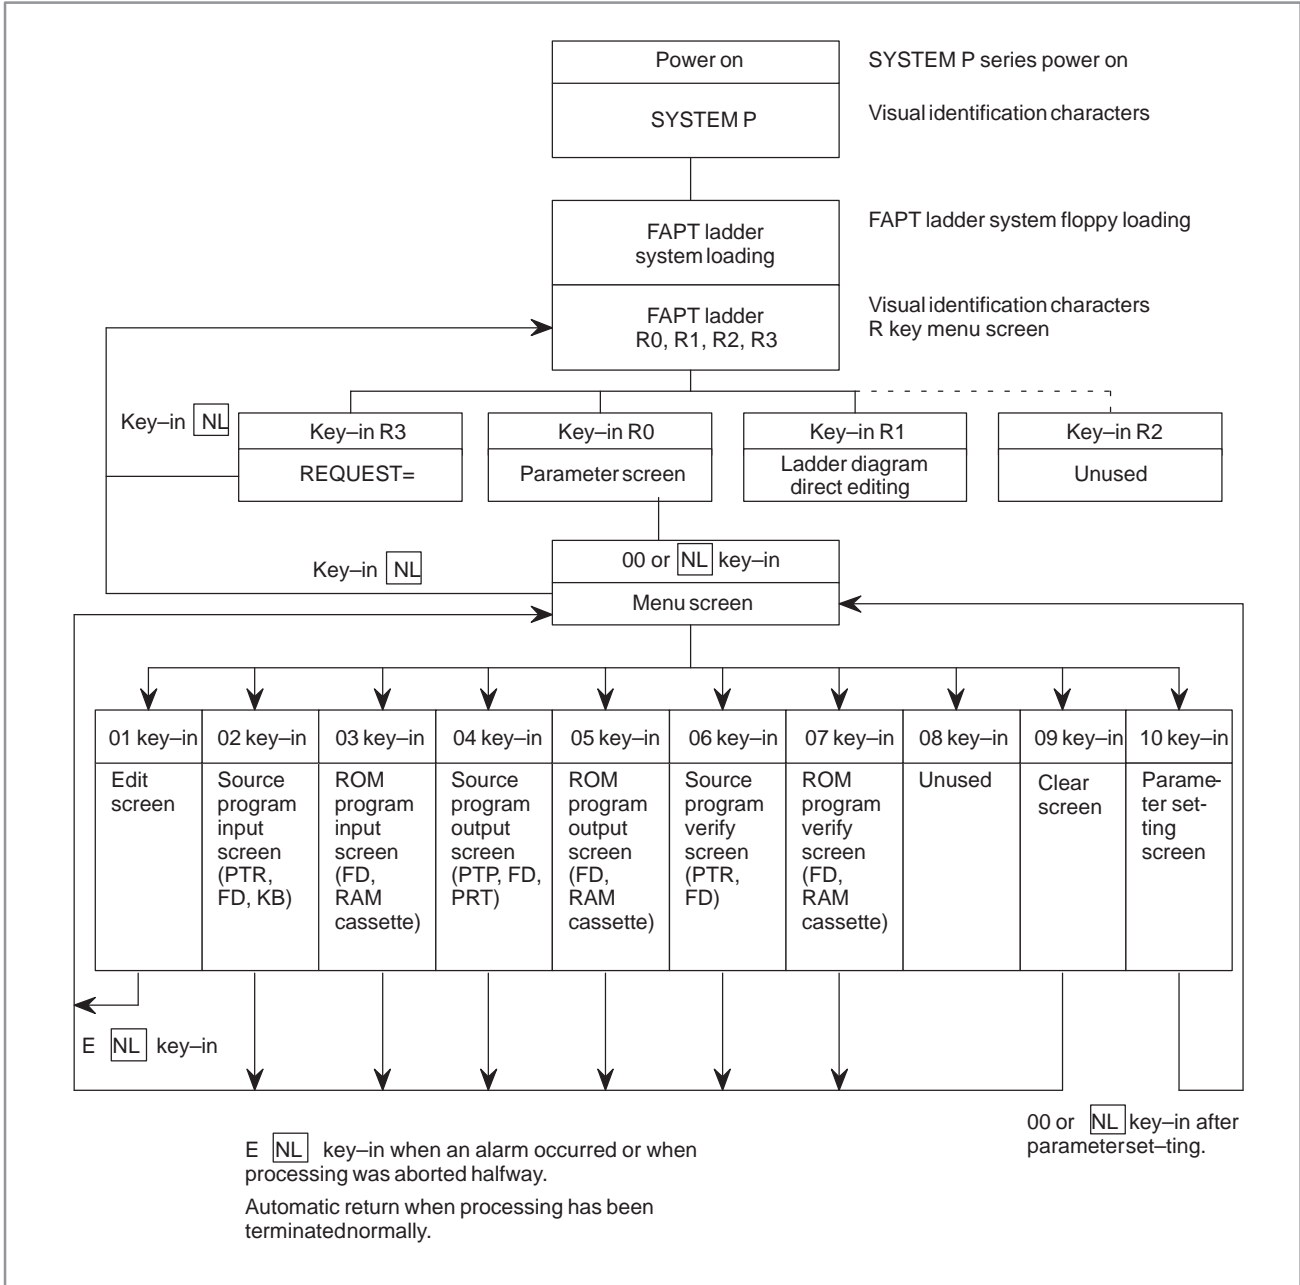 Power on
SYSTEM P series power on
SYSTEM P
Visual identification characters
FAPT ladder
system loading
FAPT ladder system floppy loading
FAPT ladder
R0, R1, R2, R3
Visual identification characters
R key menu screen
Key–in NL
Key–in R3
REQUEST=
Key–in R0
Parameter screen
Key–in R1
Ladder diagram
direct editing
Key–in R2
Unused
Key–in NL
00 or NL key–in
Menu screen
01 key–in
Edit
screen
02 key–in
Source
program
input
screen
(PTR,
FD, KB)
03 key–in
ROM
program
input
screen
(FD,
RAM
cassette)
04 key–in
Source
program
output
screen
(PTP, FD,
PRT)
05 key–in
ROM
program
output
screen
(FD,
RAM
cassette)
06 key–in
Source
program
verify
screen
(PTR,
FD)
07 key–in
ROM
program
verify
screen
(FD,
RAM
cassette)
08 key–in
Unused
09 key–in
Clear
screen
10 key–in
Parame-
ter set-
ting
screen
E NL key–in
00 or NL key–in after
parameter set–ting.
E NL key–in when an alarm occurred or when
processing was aborted halfway.
Automatic return when processing has been
terminated normally.